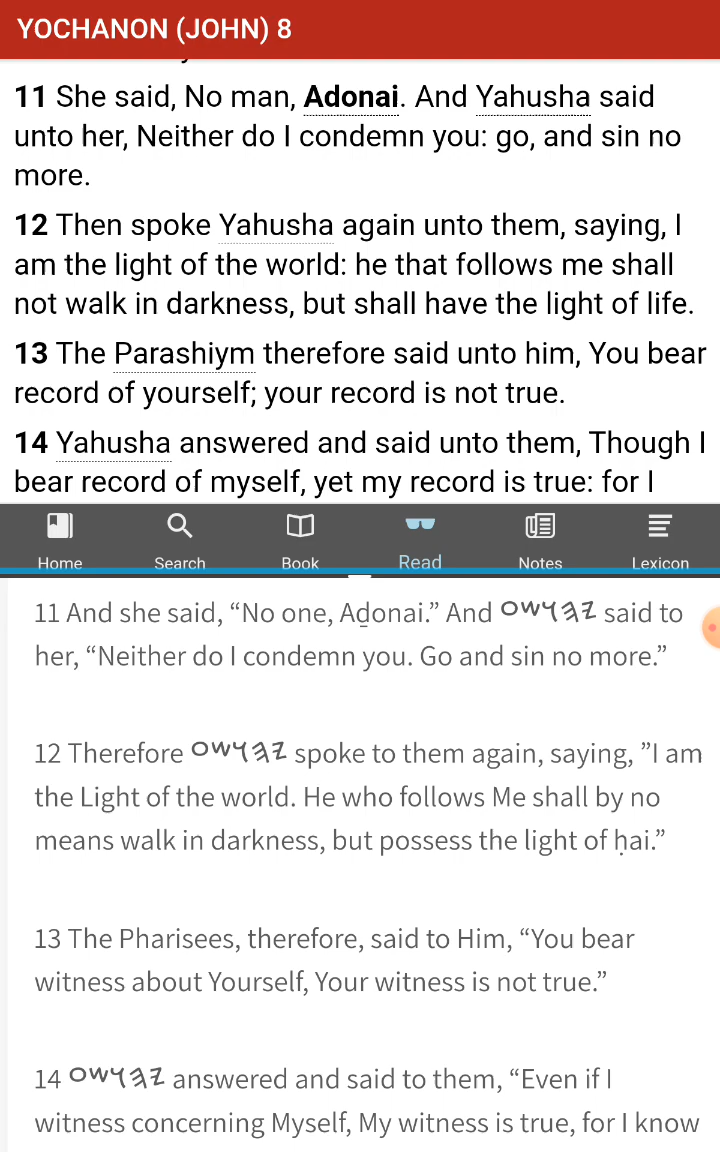 YOCHANON (JOHN) 8
11 She said, No man, Adonai. And Yahusha said
unto her, Neither do I condemn you: go, and sin no
more.
12 Then spoke Yahusha again unto them, saying, I
am the light of the world: he that follows me shall
not walk in darkness, but shall have the light of life.
13 The Parashiym therefore said unto him, You bear
record of yourself; your record is not true.
14 Yahusha answered and said unto them, Though I
bear record of myself, yet my record is true: for I
Home Search Book Read Notes Lexicon
11 And she said, “No one, Aḏonai.” And 𐤉𐤄𐤅𐤔𐤏 said to
her, “Neither do I condemn you. Go and sin no more.”
12 Therefore 𐤉𐤄𐤅𐤔𐤏 spoke to them again, saying, ”I am
the Light of the world. He who follows Me shall by no
means walk in darkness, but possess the light of ḥai.”
13 The Pharisees, therefore, said to Him, “You bear
witness about Yourself, Your witness is not true.”
14 𐤉𐤄𐤅𐤔𐤏 answered and said to them, “Even if I
witness concerning Myself, My witness is true, for I know